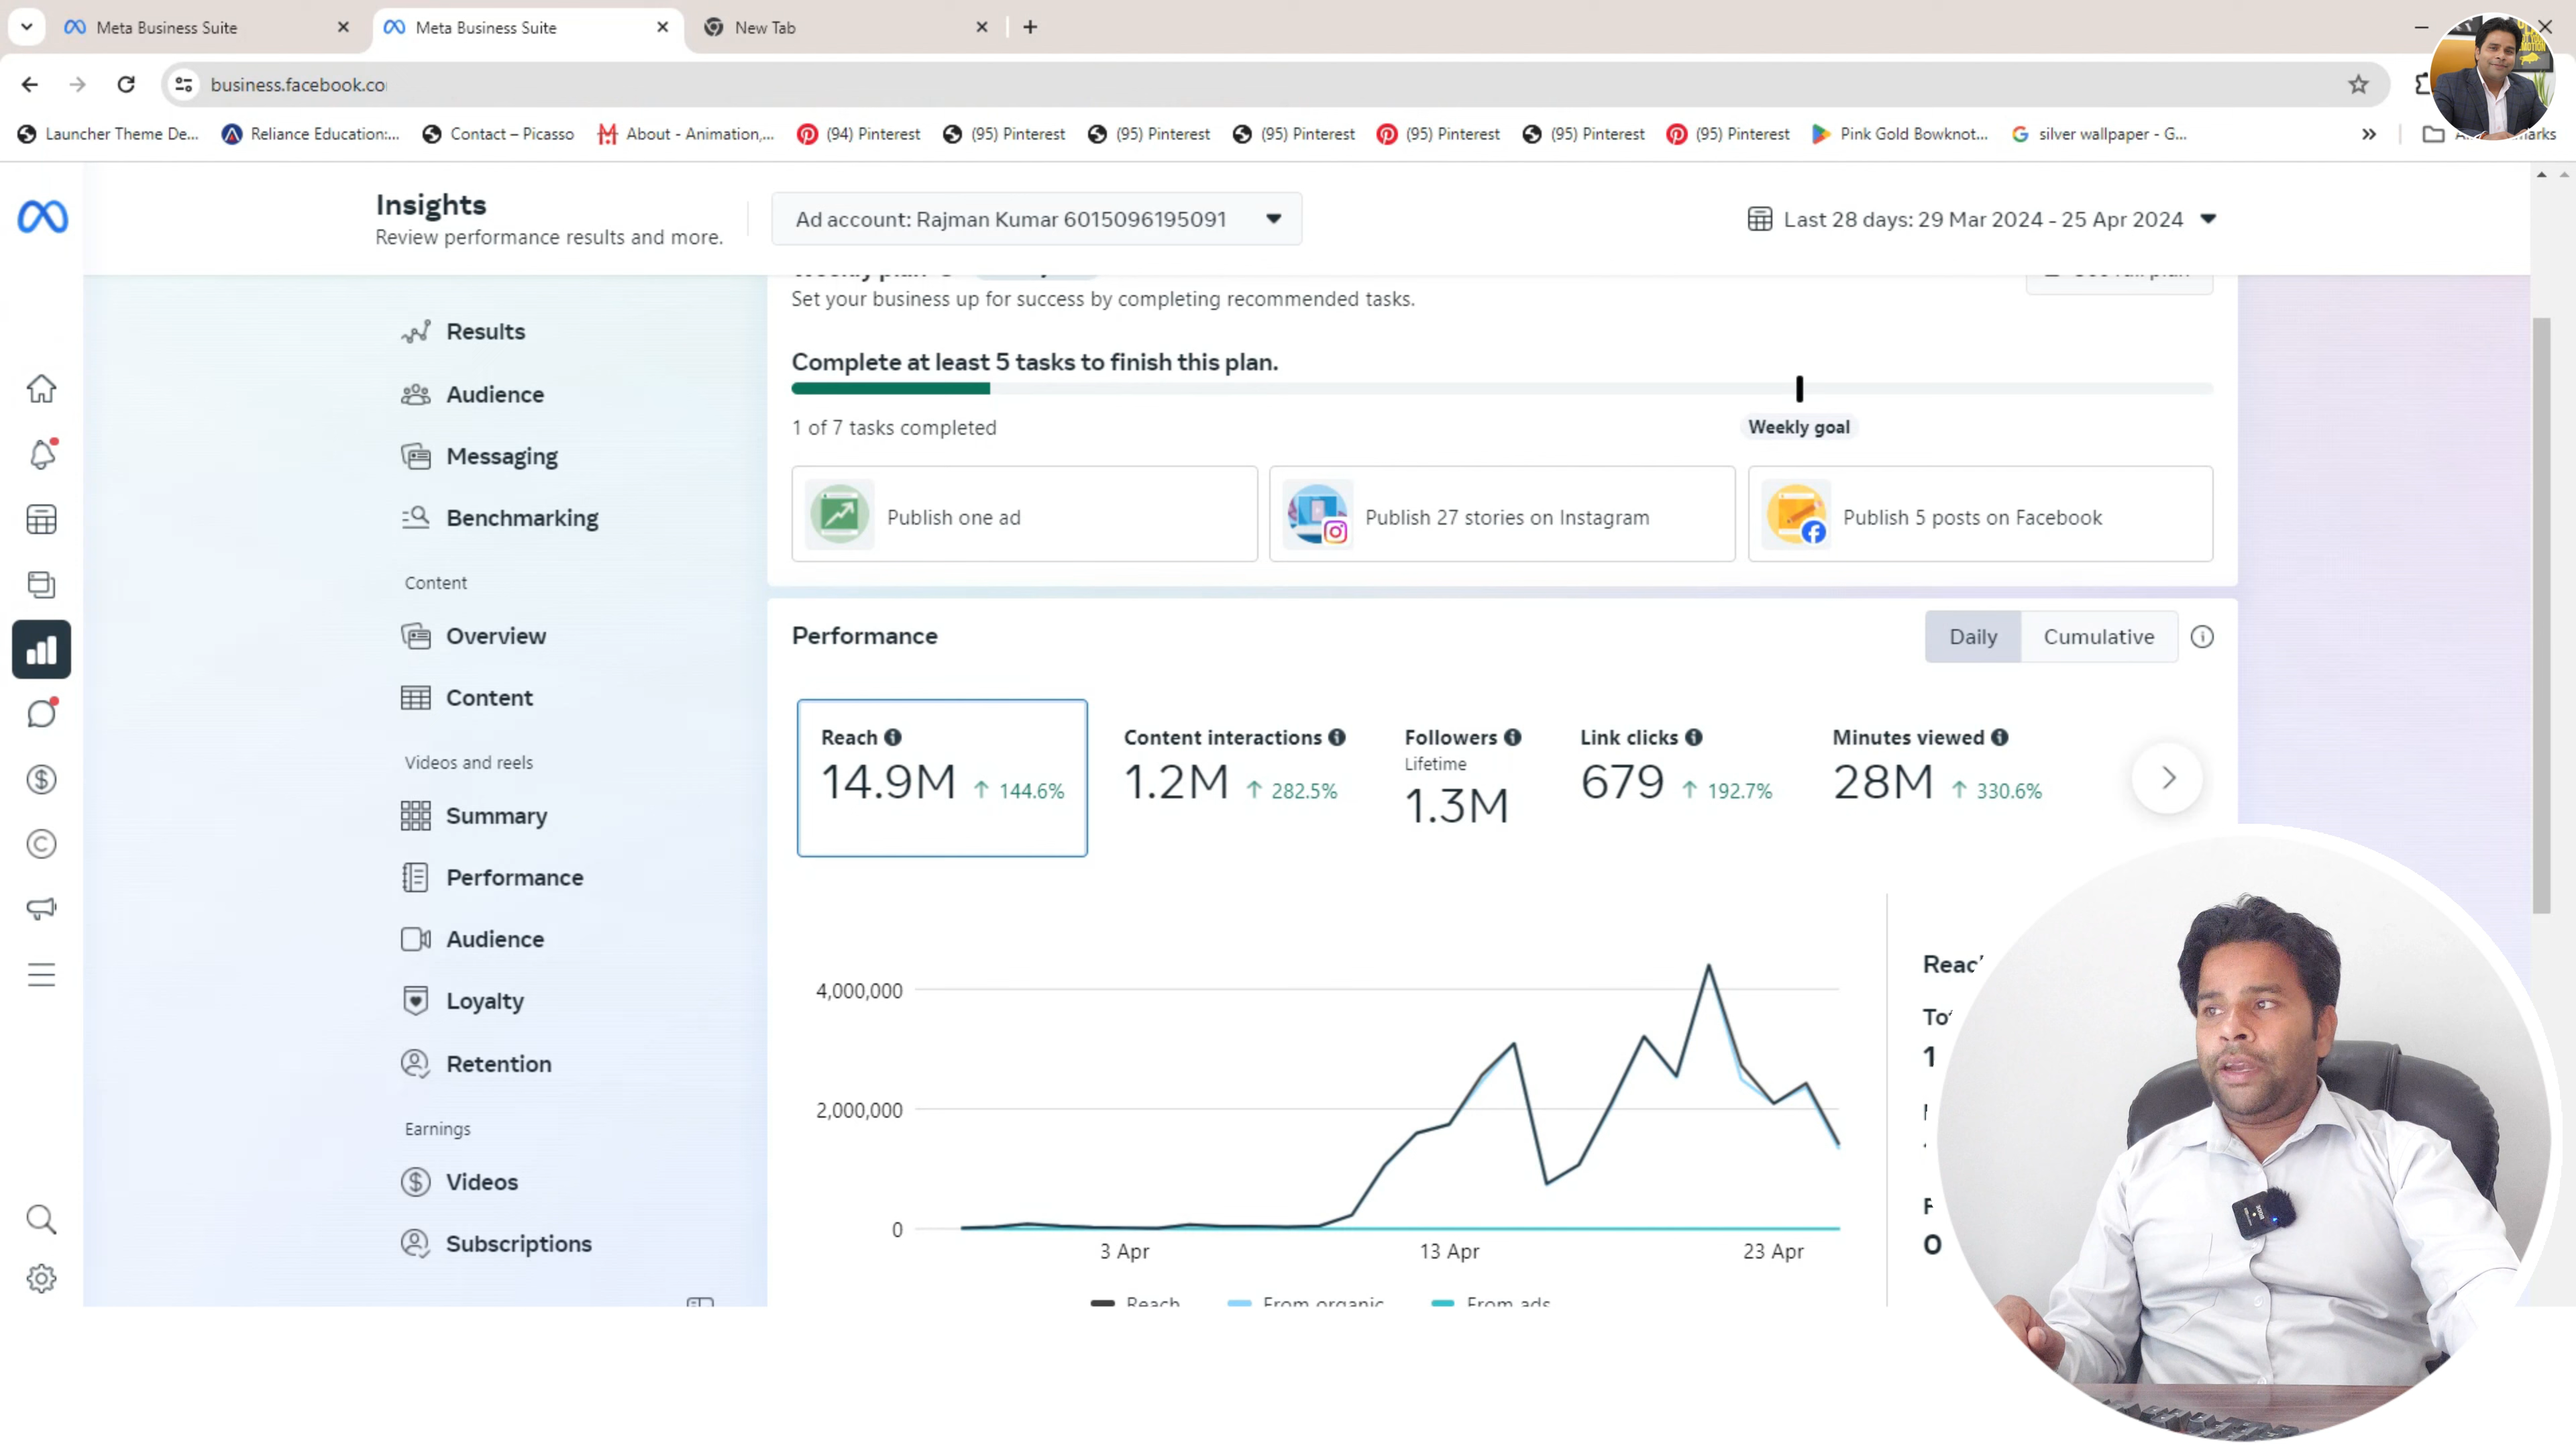 Meta Business Suite
Meta Business Suite
New Tab
business.facebook.co
Launcher Theme De...
Reliance Education:...
Contact – Picasso
About - Animation,...
(94) Pinterest
(95) Pinterest
(95) Pinterest
(95) Pinterest
(95) Pinterest
(95) Pinterest
(95) Pinterest
Pink Gold Bowknot...
silver wallpaper - G...
Insights
Review performance results and more.
Ad account: Rajman Kumar 6015096195091
Last 28 days: 29 Mar 2024 - 25 Apr 2024
Set your business up for success by completing recommended tasks.
Complete at least 5 tasks to finish this plan.
1 of 7 tasks completed
Weekly goal
Publish one ad
Publish 27 stories on Instagram
Publish 5 posts on Facebook
Results
Audience
Messaging
Benchmarking
Content
Overview
Content
Videos and reels
Summary
Performance
Audience
Loyalty
Retention
Earnings
Videos
Subscriptions
Performance
Daily
Cumulative
Reach
14.9M ↑ 144.6%
Content interactions
1.2M ↑ 282.5%
Followers
Lifetime
1.3M
Link clicks
679 ↑ 192.7%
Minutes viewed
28M ↑ 330.6%
4,000,000
2,000,000
0
3 Apr
13 Apr
23 Apr
Reach
From organic
From ads
1
0